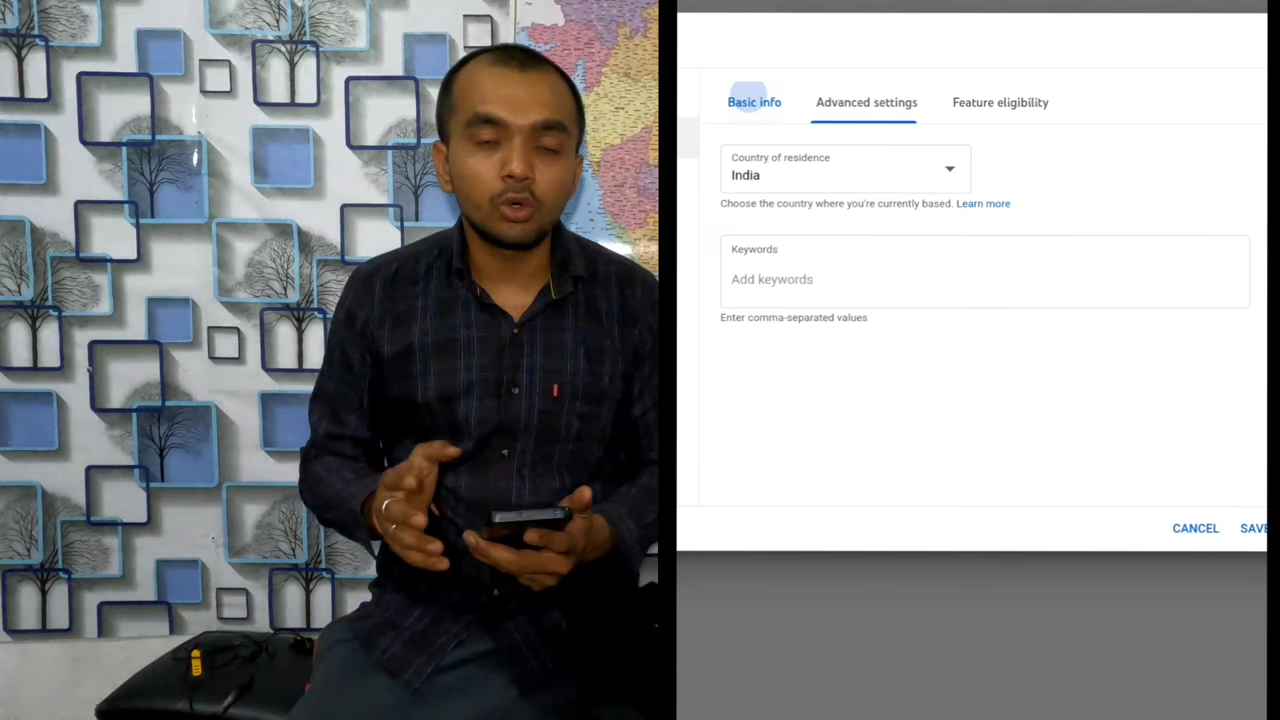 Basic info
Advanced settings
Feature eligibility
Country of residence
India
Choose the country where you're currently based. Learn more
Keywords
Add keywords
Enter comma-separated values
CANCEL
SAVE